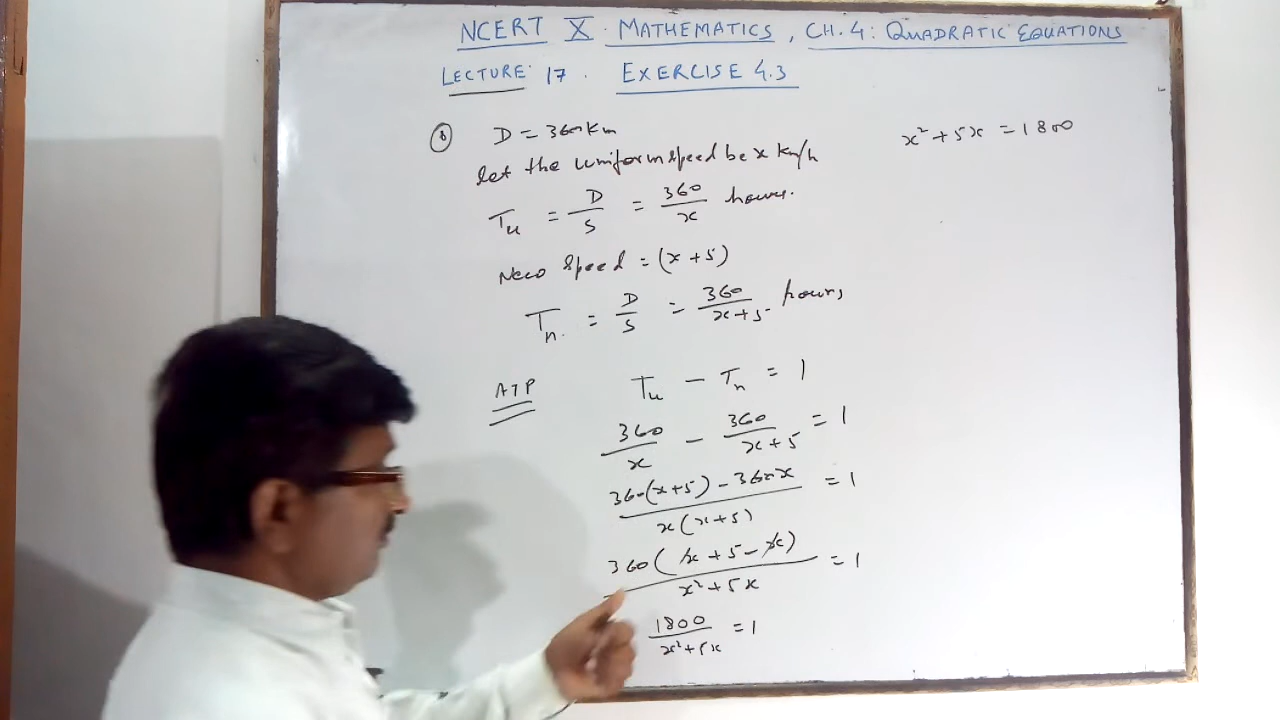 NCERT X MATHEMATICS, CH.4: QUADRATIC EQUATIONS
LECTURE: 17. EXERCISE 4.3
8 D = 360 km
let the uniform speed be x km/h
Tu = D/S = 360/x hours.
New speed = (x + 5)
Tn = D/S = 360/x+5 hours
ATP Tu - Tn = 1
360/x - 360/x+5 = 1
360(x+5) - 360x / x(x+5) = 1
360(x + 5 - x) / x² + 5x = 1
1800 / x²+5x = 1
x² + 5x = 1800